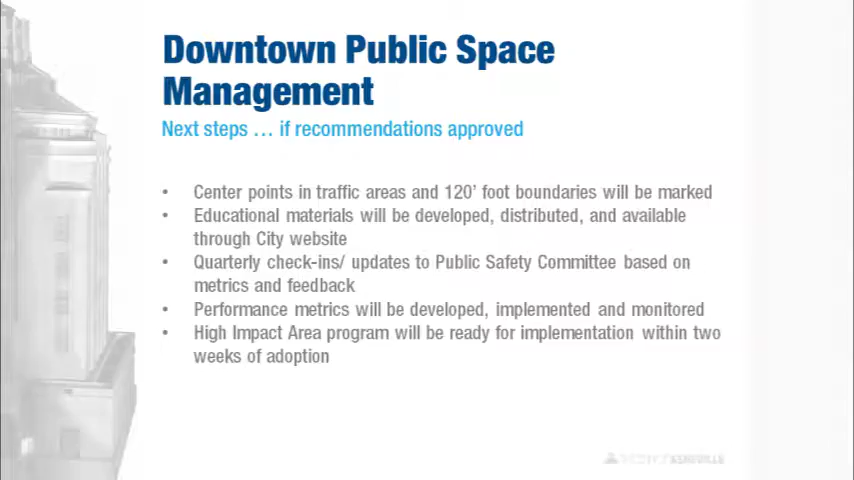 Downtown Public Space
Management
Next steps … if recommendations approved
• Center points in traffic areas and 120’ foot boundaries will be marked
• Educational materials will be developed, distributed, and available
through City website
• Quarterly check-ins/ updates to Public Safety Committee based on
metrics and feedback
• Performance metrics will be developed, implemented and monitored
• High Impact Area program will be ready for implementation within two
weeks of adoption
ASHEVILLE